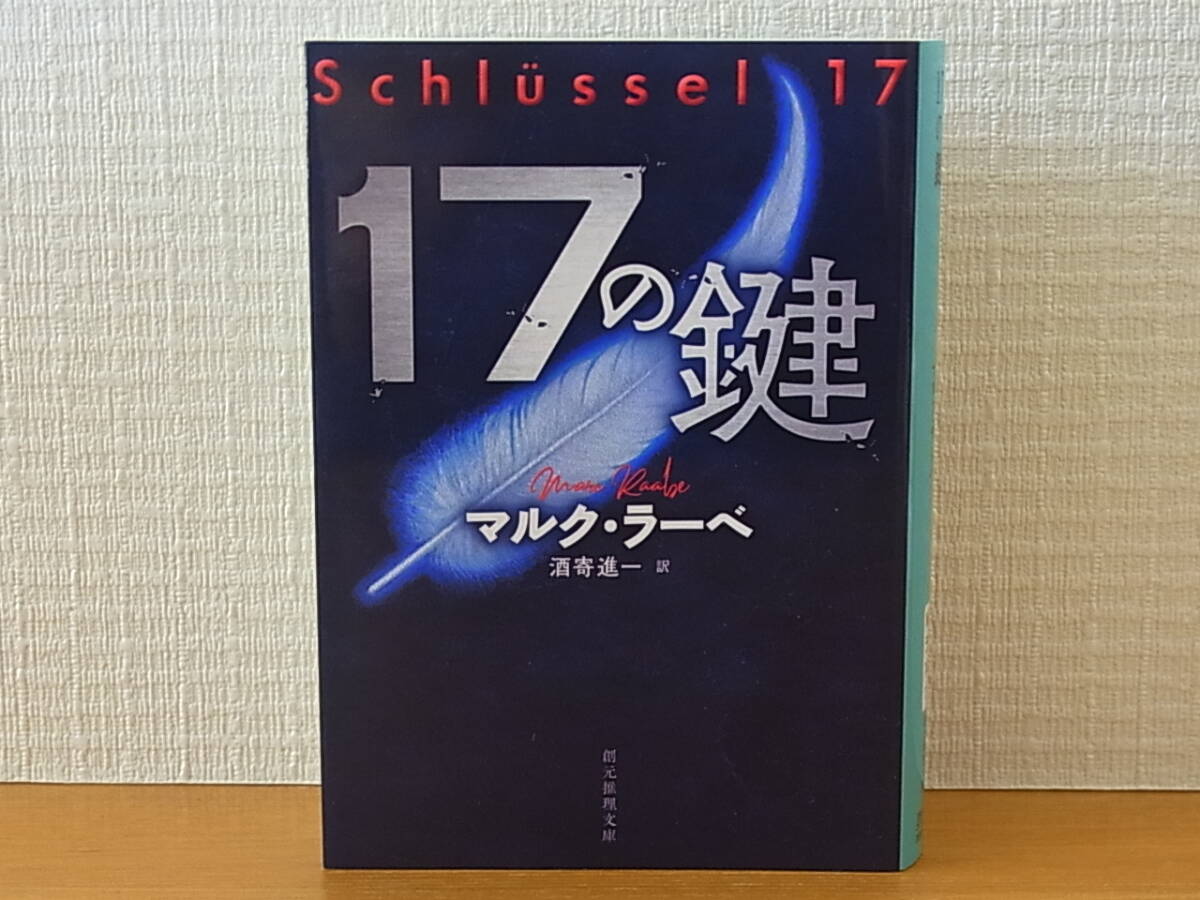 Schlüssel 17
17の鍵
Marc Raabe
マルク・ラーベ
酒寄進一 訳
創元推理文庫